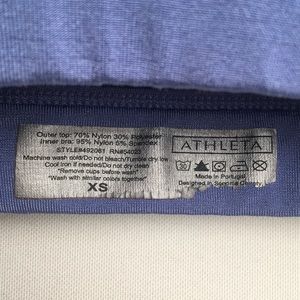 Outer top: 70% Nylon 30% Polyester
Inner bra: 95% Nylon 5% Spandex
STYLE#492081 RN#54023
Machine wash cold/Do not bleach/Tumble dry low
Cool iron if needed/Do not dry clean
"Remove cups before wash"
"Wash with similar colors together"
XS
ATHLETA
Made in Portugal
Designed in Sonoma County